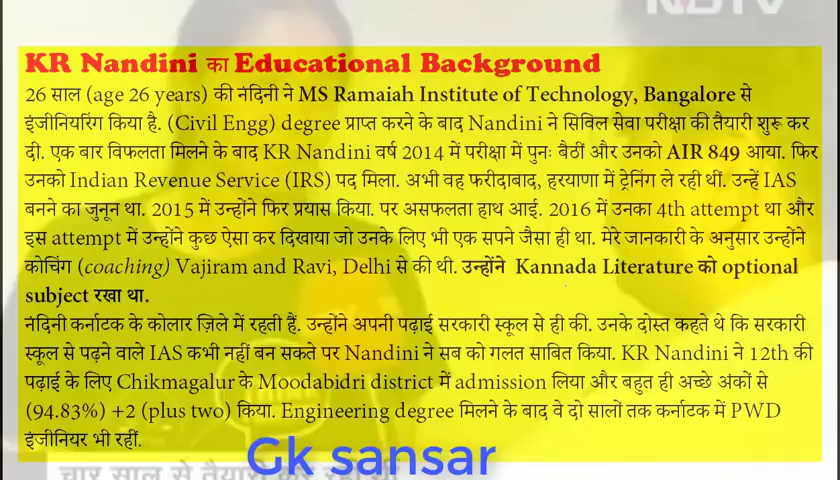 NDTV
KR Nandini का Educational Background
26 साल (age 26 years) की नंदिनी ने MS Ramaiah Institute of Technology, Bangalore से
इंजीनियरिंग किया है. (Civil Engg) degree प्राप्त करने के बाद Nandini ने सिविल सेवा परीक्षा की तैयारी शुरू कर
दी. एक बार विफलता मिलने के बाद KR Nandini वर्ष 2014 में परीक्षा में पुनः बैठीं और उनको AIR 849 आया. फिर
उनको Indian Revenue Service (IRS) पद मिला. अभी वह फरीदाबाद, हरयाणा में ट्रेनिंग ले रही थीं. उन्हें IAS
बनने का जुनून था. 2015 में उन्होंने फिर प्रयास किया. पर असफलता हाथ आई. 2016 में उनका 4th attempt था और
इस attempt में उन्होंने कुछ ऐसा कर दिखाया जो उनके लिए भी एक सपने जैसा ही था. मेरे जानकारी के अनुसार उन्होंने
कोचिंग (coaching) Vajiram and Ravi, Delhi से की थी. उन्होंने Kannada Literature को optional
subject रखा था.
नंदिनी कर्नाटक के कोलार ज़िले में रहती हैं. उन्होंने अपनी पढ़ाई सरकारी स्कूल से ही की. उनके दोस्त कहते थे कि सरकारी
स्कूल से पढ़ने वाले IAS कभी नहीं बन सकते पर Nandini ने सब को गलत साबित किया. KR Nandini ने 12th की
पढ़ाई के लिए Chikmagalur के Moodabidri district में admission लिया और बहुत ही अच्छे अंकों से
(94.83%) +2 (plus two) किया. Engineering degree मिलने के बाद वे दो सालों तक कर्नाटक में PWD
इंजीनियर भी रहीं.
Gk sansar
चार साल से तैयारी कर रही थीं